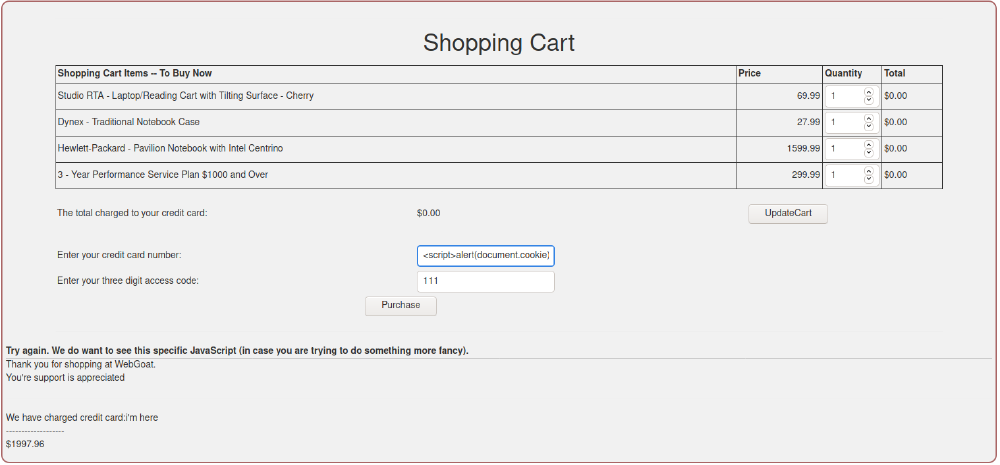 Shopping Cart
Shopping Cart Items -- To Buy Now Price Quantity Total
Studio RTA - Laptop/Reading Cart with Tilting Surface - Cherry 69.99 1 $0.00
Dynex - Traditional Notebook Case 27.99 1 $0.00
Hewlett-Packard - Pavilion Notebook with Intel Centrino 1599.99 1 $0.00
3 - Year Performance Service Plan $1000 and Over 299.99 1 $0.00
The total charged to your credit card: $0.00 UpdateCart
Enter your credit card number: <script>alert(document.cookie)
Enter your three digit access code: 111
Purchase
Try again. We do want to see this specific JavaScript (in case you are trying to do something more fancy).
Thank you for shopping at WebGoat.
You're support is appreciated
We have charged credit card:i'm here
-------------------
$1997.96